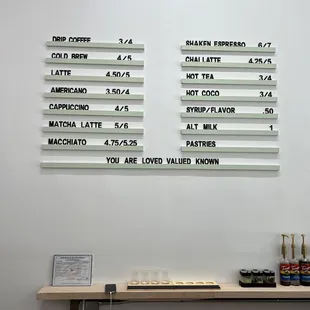 DRIP COFFEE 3/4
COLD BREW 4/5
LATTE 4.50/5
AMERICANO 3.50/4
CAPPUCCINO 4/5
MATCHA LATTE 5/6
MACCHIATO 4.75/5.25
SHAKEN ESPRESSO 6/7
CHAI LATTE 4.25/5
HOT TEA 3/4
HOT COCO 3/4
SYRUP/FLAVOR .50
ALT MILK 1
PASTRIES
YOU ARE LOVED VALUED KNOWN